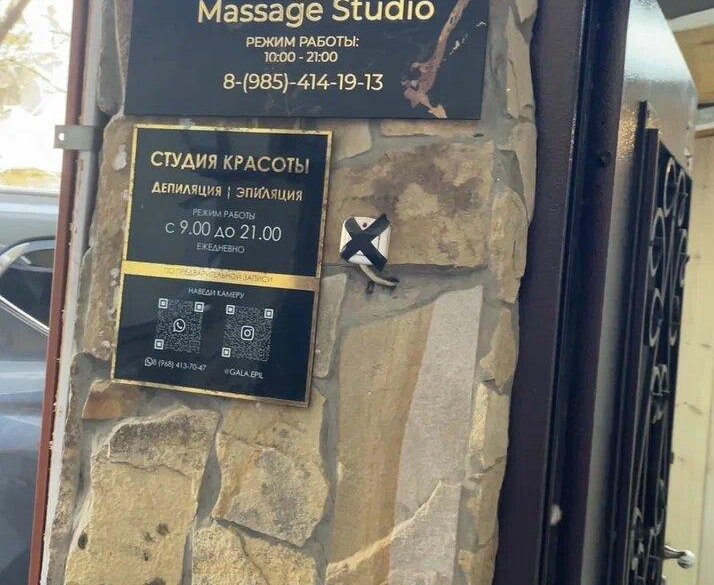 Massage Studio
РЕЖИМ РАБОТЫ:
10:00 - 21:00
8-(985)-414-19-13
СТУДИЯ КРАСОТЫ
ДЕПИЛЯЦИЯ | ЭПИЛЯЦИЯ
РЕЖИМ РАБОТЫ
С 9.00 ДО 21.00
ЕЖЕДНЕВНО
ПО ПРЕДВАРИТЕЛЬНОЙ ЗАПИСИ
НАВЕДИ КАМЕРУ
8 (968) 413-70-47
@GALA.EPIL